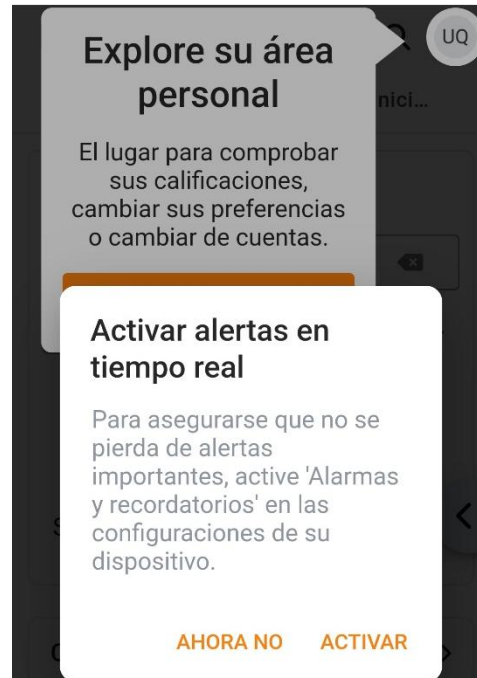 Explore su área
personal
UQ
nici...
El lugar para comprobar
sus calificaciones,
cambiar sus preferencias
o cambiar de cuentas.
Activar alertas en
tiempo real
Para asegurarse que no se
pierda de alertas
importantes, active 'Alarmas
y recordatorios' en las
configuraciones de su
dispositivo.
AHORA NO ACTIVAR